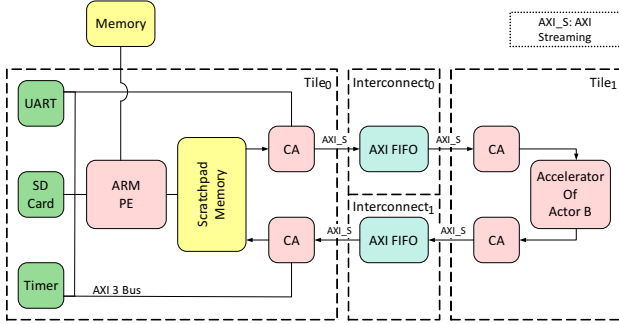 Memory
AXI_S: AXI
Streaming
Tile0
Interconnect0
Tile1
UART
CA
AXI_S
AXI FIFO
AXI_S
CA
SD
Card
ARM
PE
Scratchpad
Memory
Accelerator
Of
Actor B
Interconnect1
CA
AXI_S
AXI FIFO
AXI_S
CA
Timer
AXI 3 Bus